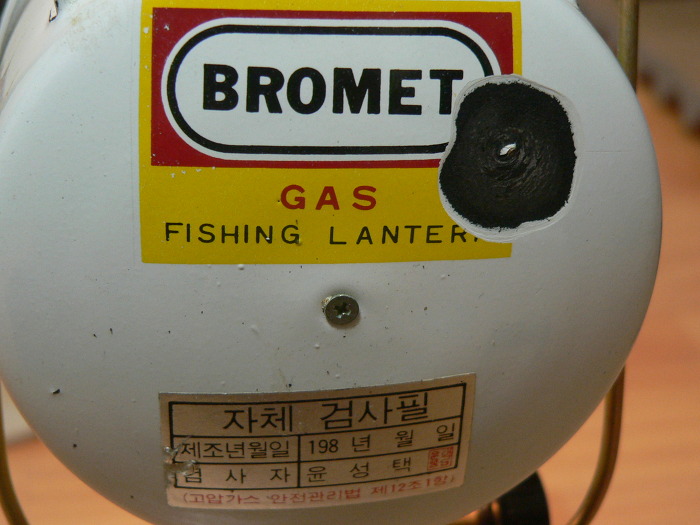 BROMET
GAS
FISHING LANTERN
자체 검사필
제조년월일 198 년 월 일
검 사 자 윤 성 택
(고압가스 안전관리법 제12조1항)